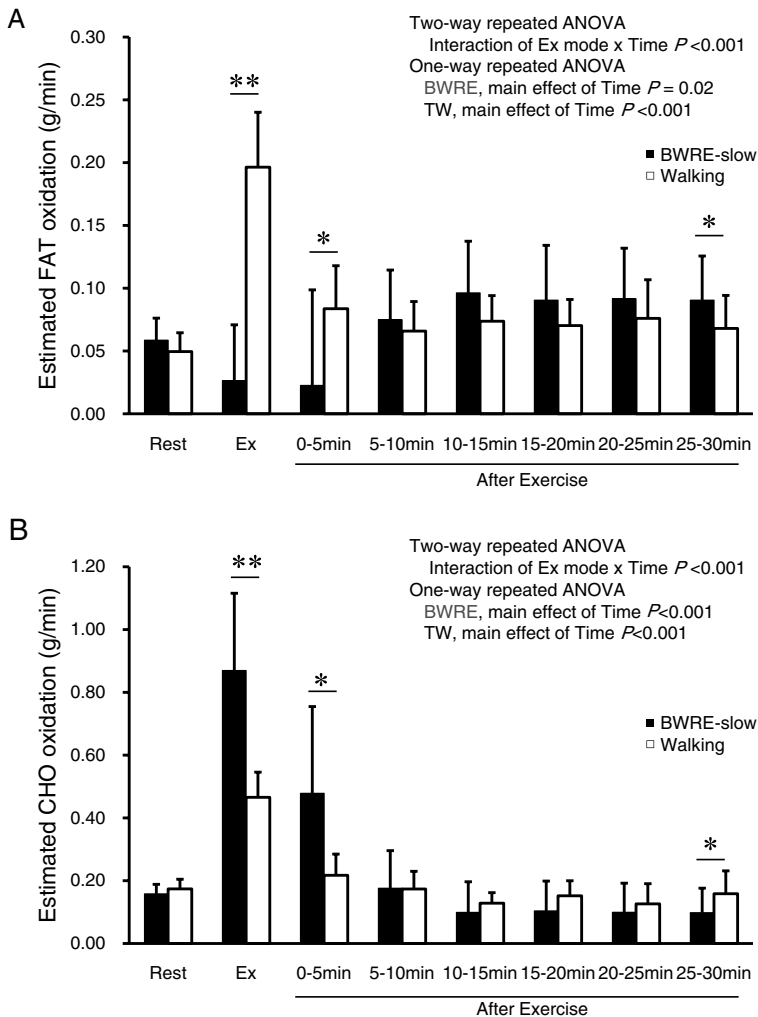 A
Two-way repeated ANOVA
Interaction of Ex mode x Time P <0.001
One-way repeated ANOVA
BWRE, main effect of Time P = 0.02
TW, main effect of Time P <0.001
BWRE-slow
Walking
Estimated FAT oxidation (g/min)
0.30
0.25
0.20
0.15
0.10
0.05
0.00
**
*
*
Rest Ex 0-5min 5-10min 10-15min 15-20min 20-25min 25-30min
After Exercise
B
Two-way repeated ANOVA
Interaction of Ex mode x Time P <0.001
One-way repeated ANOVA
BWRE, main effect of Time P<0.001
TW, main effect of Time P<0.001
BWRE-slow
Walking
Estimated CHO oxidation (g/min)
1.20
1.00
0.80
0.60
0.40
0.20
0.00
**
*
*
Rest Ex 0-5min 5-10min 10-15min 15-20min 20-25min 25-30min
After Exercise